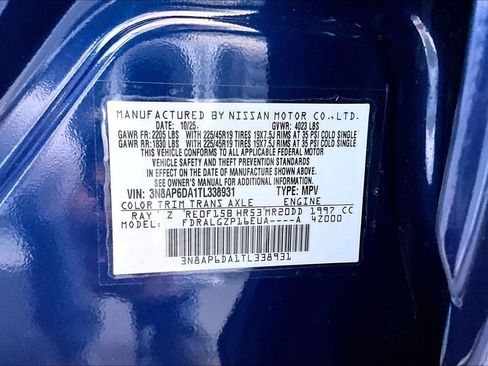 MANUFACTURED BY NISSAN MOTOR CO.,LTD.
DATE: 10/25 GVWR: 4023 LBS
GAWR FR: 2205 LBS WITH 225/45R19 TIRES 19X7.5J RIMS AT 35 PSI COLD SINGLE
GAWR RR: 1830 LBS WITH 225/45R19 TIRES 19X7.5J RIMS AT 35 PSI COLD SINGLE
THIS VEHICLE CONFORMS TO ALL APPLICABLE FEDERAL MOTOR
VEHICLE SAFETY, BUMPER, AND THEFT PREVENTION STANDARDS
IN EFFECT ON THE DATE OF MANUFACTURE SHOWN ABOVE.
SEE OWNER'S MANUAL FOR ADDITIONAL INFORMATION.
VIN: 3N8AP6DA1TL338931 TYPE: MPV
COLOR TRIM TRANS AXLE ENGINE
RAY Z RE0F15B HR53 MR20DD 1997 CC
MODEL: FDRALGZP16EUA----A 4Z000
3N8AP6DA1TL338931